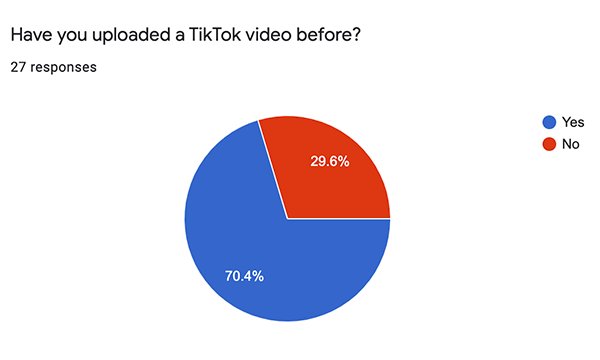 Have you uploaded a TikTok video before?
27 responses
Yes
No
29.6%
70.4%